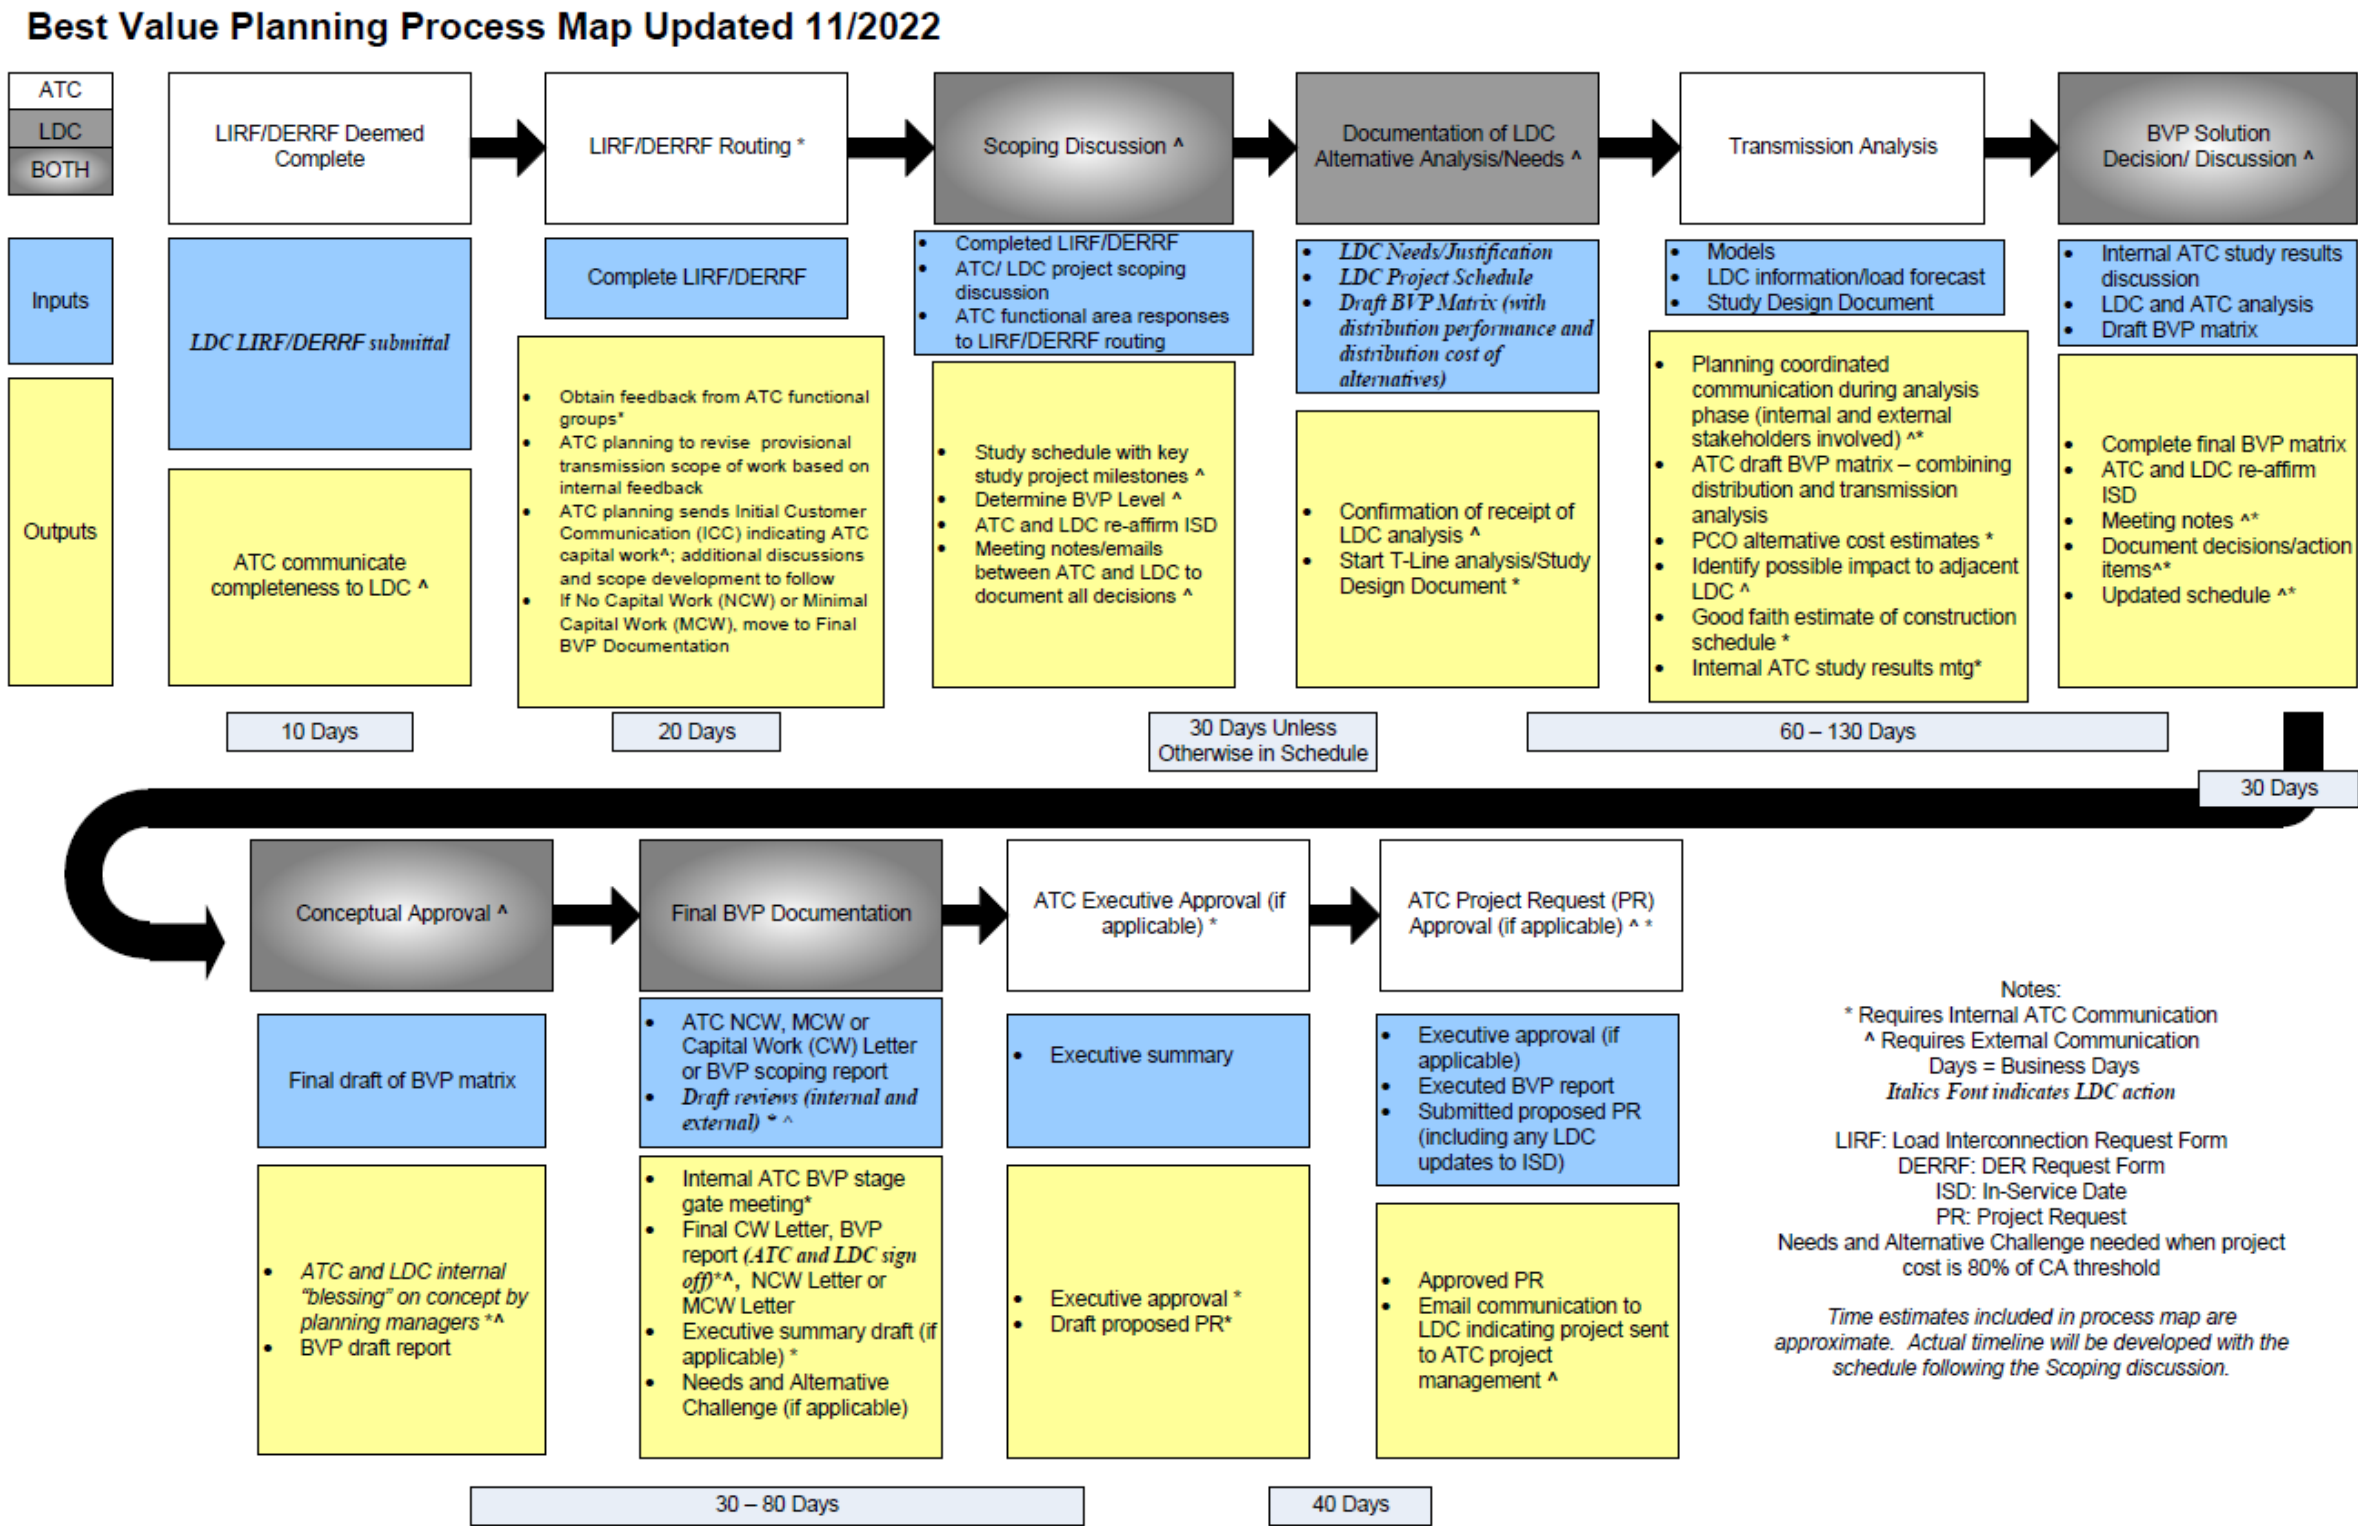 Best Value Planning Process Map Updated 11/2022
ATC
LDC
BOTH
LIRF/DERRF Deemed
Complete
LIRF/DERRF Routing *
Scoping Discussion ^
Documentation of LDC
Alternative Analysis/Needs ^
Transmission Analysis
BVP Solution
Decision/ Discussion ^
Inputs
LDC LIRF/DERRF submittal
Complete LIRF/DERRF
• Completed LIRF/DERRF
• ATC/ LDC project scoping
discussion
• ATC functional area responses
to LIRF/DERRF routing
• LDC Needs/Justification
• LDC Project Schedule
• Draft BVP Matrix (with
distribution performance and
distribution cost of
alternatives)
• Models
• LDC information/load forecast
• Study Design Document
• Internal ATC study results
discussion
• LDC and ATC analysis
• Draft BVP matrix
Outputs
ATC communicate
completeness to LDC ^
• Obtain feedback from ATC functional
groups*
• ATC planning to revise provisional
transmission scope of work based on
internal feedback
• ATC planning sends Initial Customer
Communication (ICC) indicating ATC
capital work^; additional discussions
and scope development to follow
• If No Capital Work (NCW) or Minimal
Capital Work (MCW), move to Final
BVP Documentation
• Study schedule with key
study project milestones ^
• Determine BVP Level ^
• ATC and LDC re-affirm ISD
• Meeting notes/emails
between ATC and LDC to
document all decisions ^
• Confirmation of receipt of
LDC analysis ^
• Start T-Line analysis/Study
Design Document *
• Planning coordinated
communication during analysis
phase (internal and external
stakeholders involved) ^*
• ATC draft BVP matrix – combining
distribution and transmission
analysis
• PCO alternative cost estimates *
• Identify possible impact to adjacent
LDC ^
• Good faith estimate of construction
schedule *
• Internal ATC study results mtg*
• Complete final BVP matrix
• ATC and LDC re-affirm
ISD
• Meeting notes ^*
• Document decisions/action
items^*
• Updated schedule ^*
10 Days
20 Days
30 Days Unless
Otherwise in Schedule
60 – 130 Days
30 Days
Conceptual Approval ^
Final BVP Documentation
ATC Executive Approval (if
applicable) *
ATC Project Request (PR)
Approval (if applicable) ^ *
Final draft of BVP matrix
• ATC NCW, MCW or
Capital Work (CW) Letter
or BVP scoping report
• Draft reviews (internal and
external) * ^
• Executive summary
• Executive approval (if
applicable)
• Executed BVP report
• Submitted proposed PR
(including any LDC
updates to ISD)
• ATC and LDC internal
"blessing" on concept by
planning managers *^
• BVP draft report
• Internal ATC BVP stage
gate meeting*
• Final CW Letter, BVP
report (ATC and LDC sign
off)*^, NCW Letter or
MCW Letter
• Executive summary draft (if
applicable) *
• Needs and Alternative
Challenge (if applicable)
• Executive approval *
• Draft proposed PR*
• Approved PR
• Email communication to
LDC indicating project sent
to ATC project
management ^
30 – 80 Days
40 Days
Notes:
* Requires Internal ATC Communication
^ Requires External Communication
Days = Business Days
Italics Font indicates LDC action
LIRF: Load Interconnection Request Form
DERRF: DER Request Form
ISD: In-Service Date
PR: Project Request
Needs and Alternative Challenge needed when project
cost is 80% of CA threshold
Time estimates included in process map are
approximate. Actual timeline will be developed with the
schedule following the Scoping discussion.